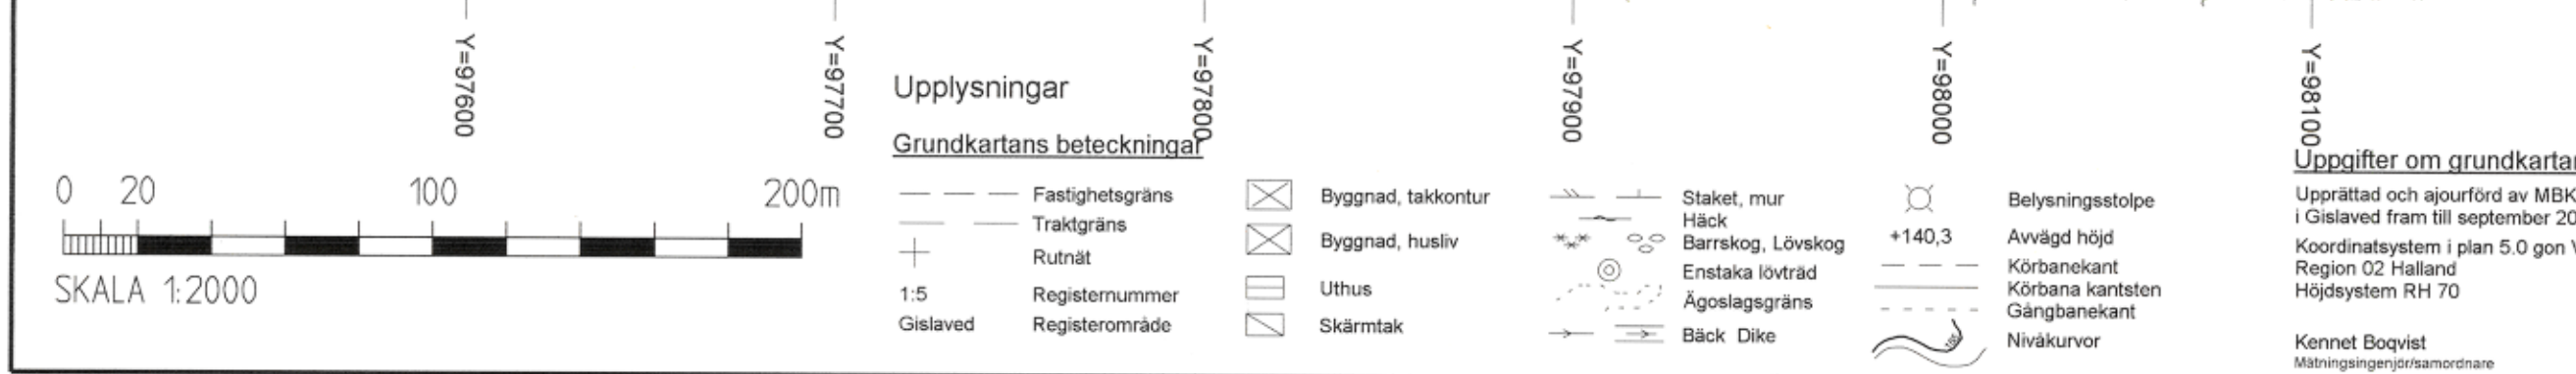 Y=97600
Y=97700
Y=97800
Y=97900
Y=98000
Y=98100
0 20 100 200m
SKALA 1:2000
Upplysningar
Grundkartans beteckningar
Fastighetsgräns
Traktgräns
Rutnät
1:5 Registernummer
Gislaved Registerområde
Byggnad, takkontur
Byggnad, husliv
Uthus
Skärmtak
Staket, mur
Häck
Barrskog, Lövskog
Enstaka lövträd
Ägoslagsgräns
Bäck Dike
Belysningsstolpe
+140,3 Avvägd höjd
Körbanekant
Körbana kantsten
Gångbanekant
Nivåkurvor
Uppgifter om grundkartan
Upprättad och ajourförd av MBK
i Gislaved fram till september 20
Koordinatsystem i plan 5.0 gon V
Region 02 Halland
Höjdsystem RH 70
Kennet Boqvist
Mätningsingenjör/samordnare